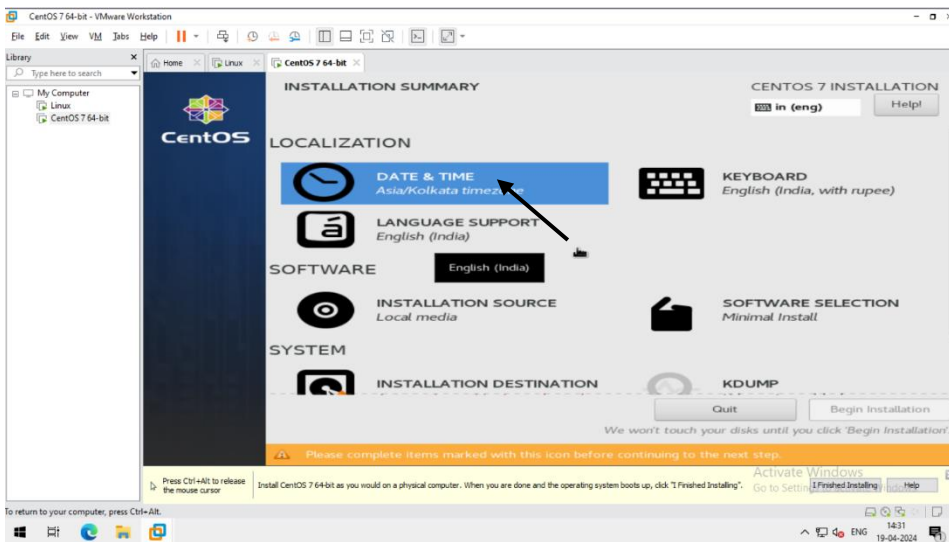 CentOS 7 64-bit - VMware Workstation
File Edit View VM Tabs Help
Library
Type here to search
My Computer
Linux
CentOS 7 64-bit
Home Linux CentOS 7 64-bit
CentOS
INSTALLATION SUMMARY
CENTOS 7 INSTALLATION
in (eng) Help!
LOCALIZATION
DATE & TIME
Asia/Kolkata timezone
KEYBOARD
English (India, with rupee)
LANGUAGE SUPPORT
English (India)
English (India)
SOFTWARE
INSTALLATION SOURCE
Local media
SOFTWARE SELECTION
Minimal Install
SYSTEM
INSTALLATION DESTINATION
KDUMP
Quit Begin Installation
We won't touch your disks until you click 'Begin Installation'.
Please complete items marked with this icon before continuing to the next step.
Activate Windows
Go to Settings to activate Windows.
Press Ctrl+Alt to release
the mouse cursor
Install CentOS 7 64-bit as you would on a physical computer. When you are done and the operating system boots up, click "I Finished Installing".
I Finished Installing Help
To return to your computer, press Ctrl+Alt.
ENG
14:31
19-04-2024